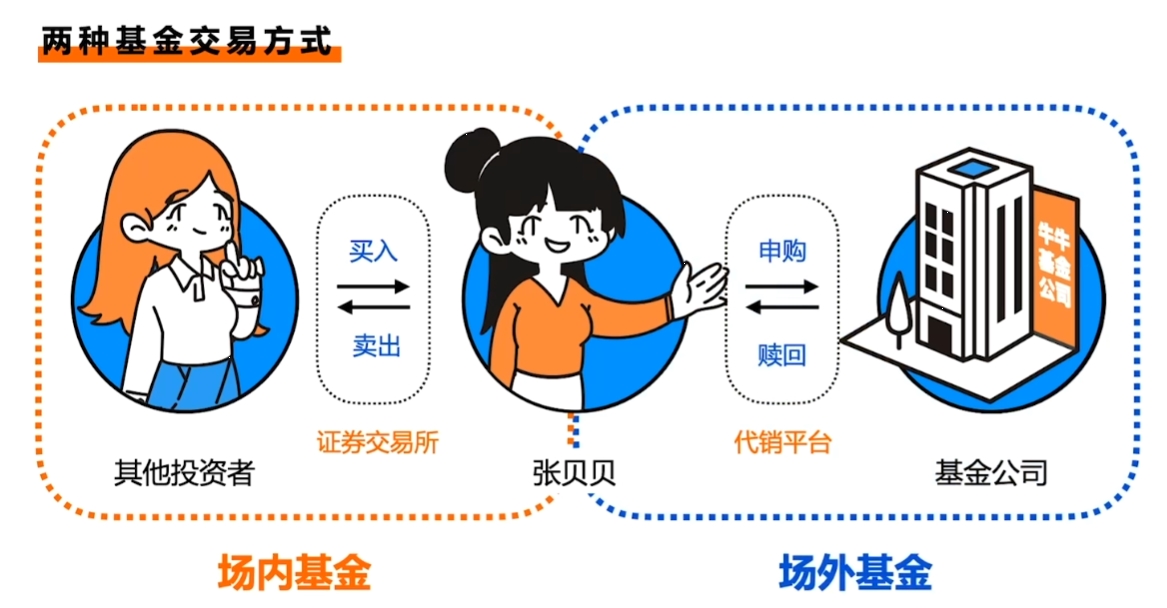 两种基金交易方式
买入
卖出
证券交易所
其他投资者
张贝贝
申购
赎回
代销平台
牛牛
基金
公司
基金公司
场内基金
场外基金